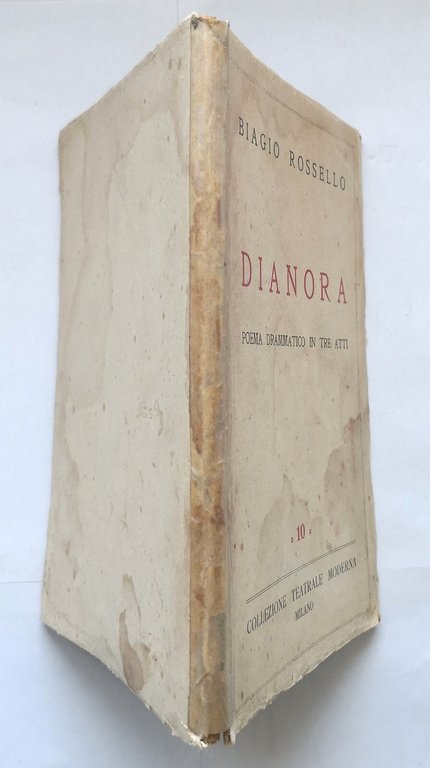 BIAGIO ROSSELLO
DIANORA
POEMA DRAMMATICO IN TRE ATTI
= 10 =
COLLEZIONE TEATRALE MODERNA
MILANO